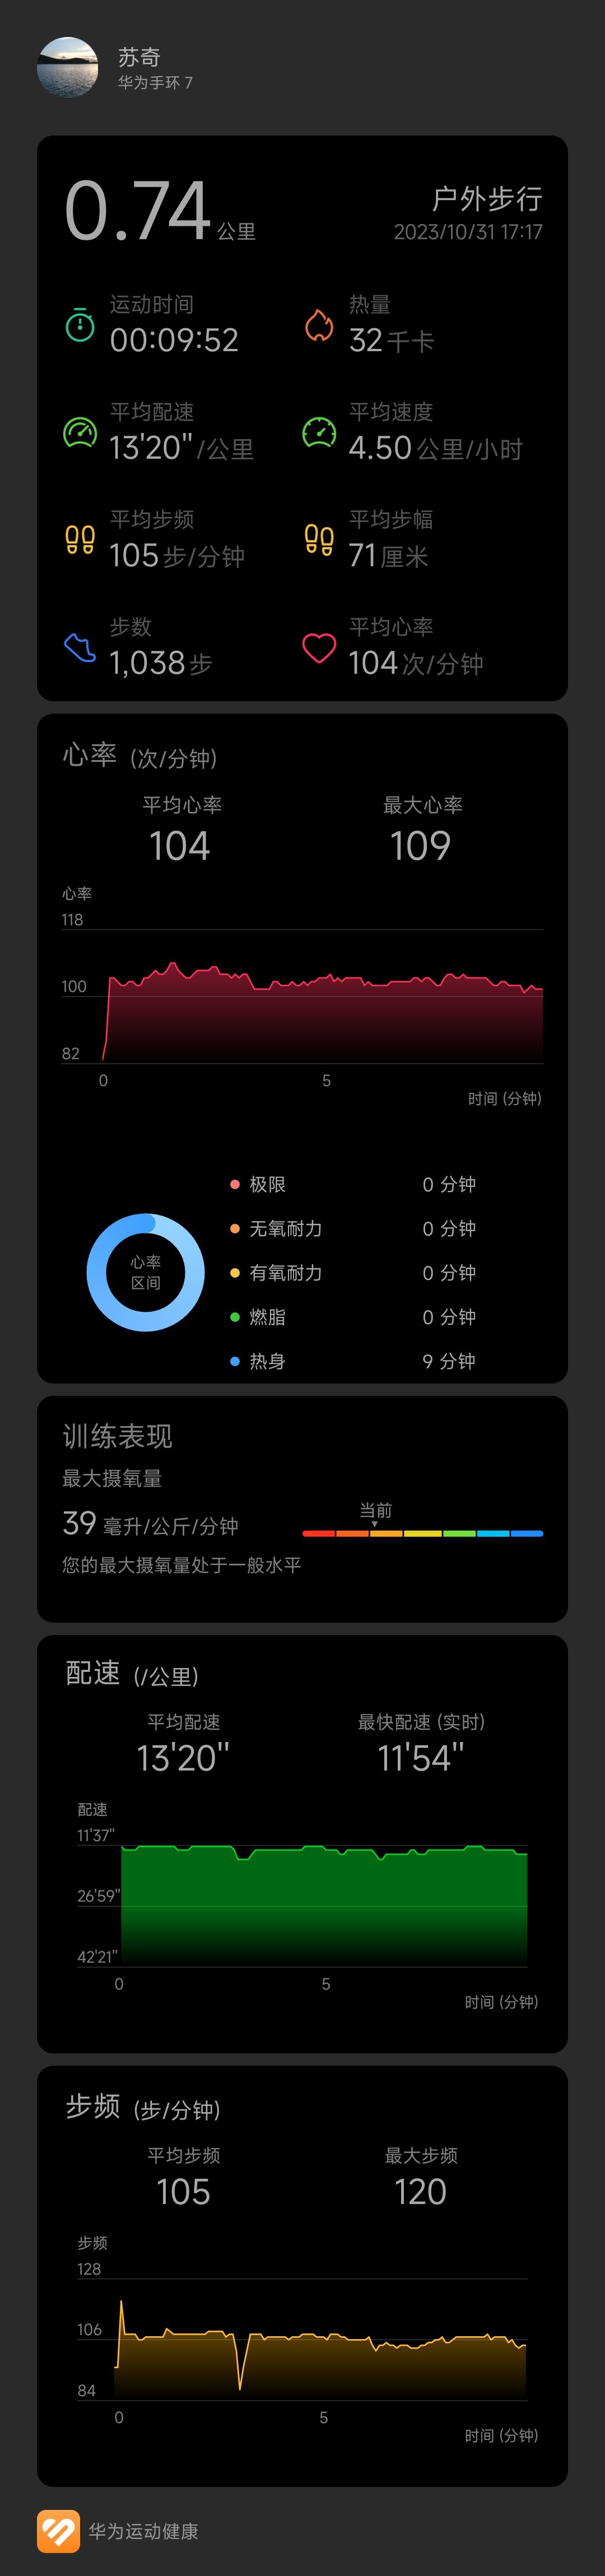 苏奇
华为手环 7
0.74公里
户外步行
2023/10/31 17:17
运动时间
00:09:52
热量
32千卡
平均配速
13'20"/公里
平均速度
4.50公里/小时
平均步频
105步/分钟
平均步幅
71厘米
步数
1,038步
平均心率
104次/分钟
心率 (次/分钟)
平均心率 最大心率
104 109
心率
118
100
82
0 5
时间 (分钟)
心率
区间
极限 0 分钟
无氧耐力 0 分钟
有氧耐力 0 分钟
燃脂 0 分钟
热身 9 分钟
训练表现
最大摄氧量
39 毫升/公斤/分钟
当前
您的最大摄氧量处于一般水平
配速 (/公里)
平均配速 最快配速 (实时)
13'20" 11'54"
配速
11'37"
26'59"
42'21"
0 5
时间 (分钟)
步频 (步/分钟)
平均步频 最大步频
105 120
步频
128
106
84
0 5
时间 (分钟)
华为运动健康